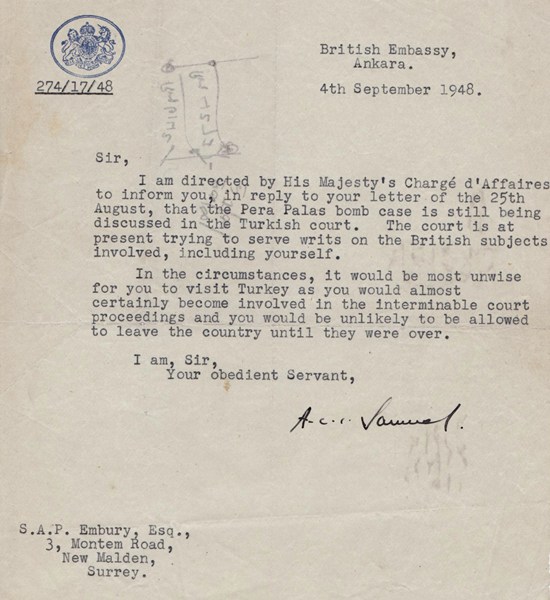 British Embassy,
Ankara.
274/17/48
4th September 1948.
Sir,
I am directed by His Majesty's Chargé d'Affaires
to inform you, in reply to your letter of the 25th
August, that the Pera Palas bomb case is still being
discussed in the Turkish court. The court is at
present trying to serve writs on the British subjects
involved, including yourself.
In the circumstances, it would be most unwise
for you to visit Turkey as you would almost
certainly become involved in the interminable court
proceedings and you would be unlikely to be allowed
to leave the country until they were over.
I am, Sir,
Your obedient Servant,
S.A.P. Embury, Esq.,
3, Montem Road,
New Malden,
Surrey.